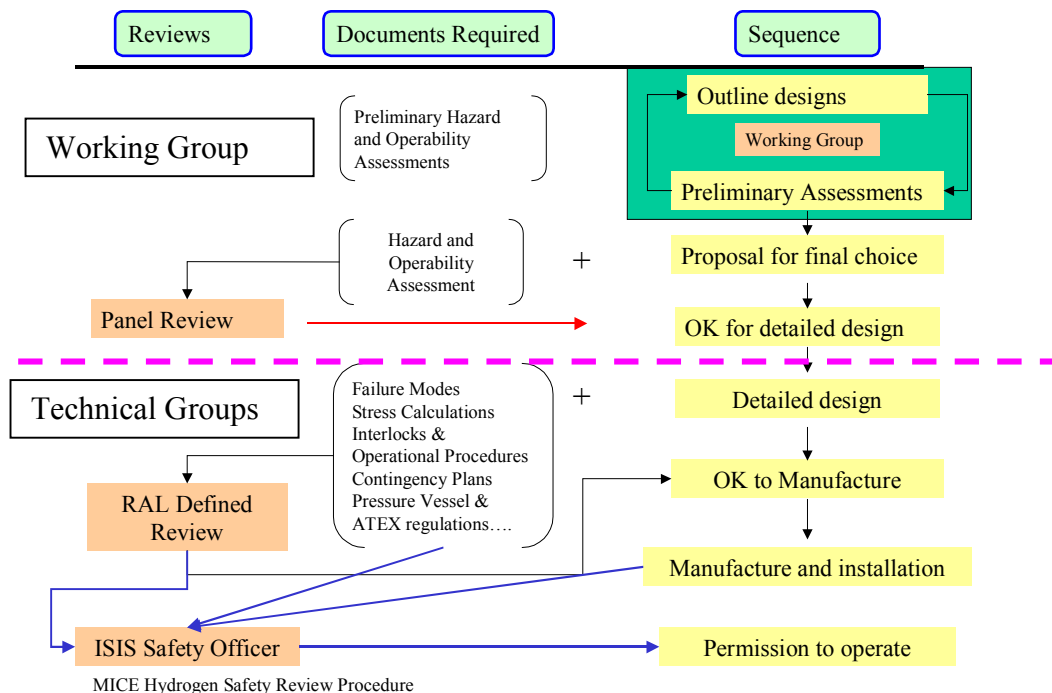 Reviews
Documents Required
Sequence
Working Group
Preliminary Hazard
and Operability
Assessments
Outline designs
Working Group
Preliminary Assessments
Hazard and
Operability
Assessment
+
Proposal for final choice
Panel Review
OK for detailed design
Technical Groups
Failure Modes
Stress Calculations
Interlocks &
Operational Procedures
Contingency Plans
Pressure Vessel &
ATEX regulations….
+
Detailed design
RAL Defined
Review
OK to Manufacture
Manufacture and installation
ISIS Safety Officer
Permission to operate
MICE Hydrogen Safety Review Procedure